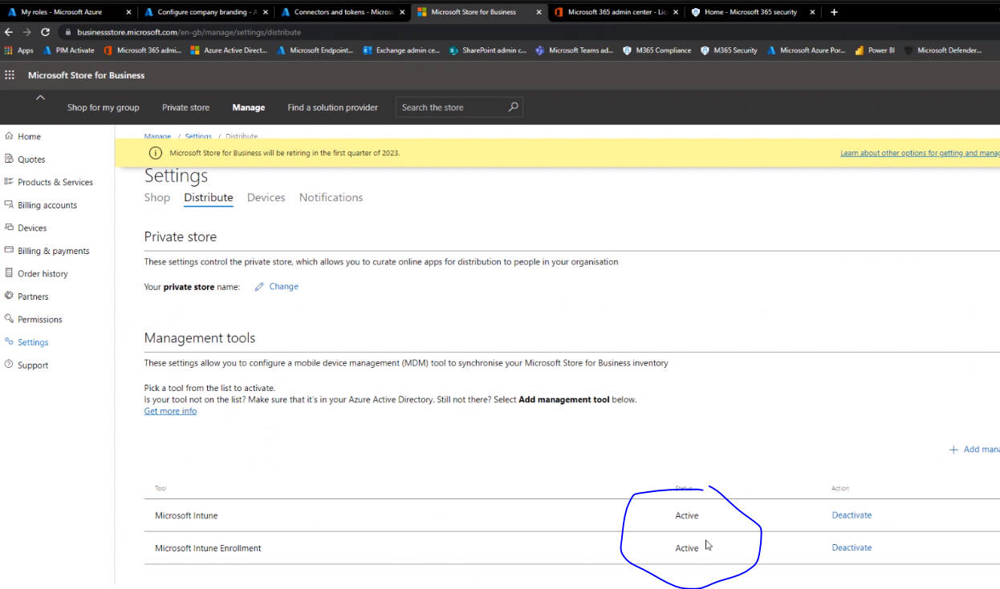 My roles - Microsoft Azure
Configure company branding - A
Connectors and tokens - Micros
Microsoft Store for Business
Microsoft 365 admin center - Lic
Home - Microsoft 365 security
businessstore.microsoft.com/en-gb/manage/settings/distribute
Apps
PIM Activate
Microsoft 365 admi...
Azure Active Direct...
Microsoft Endpoint...
Exchange admin ce...
SharePoint admin c...
Microsoft Teams ad...
M365 Compliance
M365 Security
Microsoft Azure Por...
Power BI
Microsoft Defender...
Microsoft Store for Business
Shop for my group
Private store
Manage
Find a solution provider
Search the store
Home
Quotes
Products & Services
Billing accounts
Devices
Billing & payments
Order history
Partners
Permissions
Settings
Support
Manage / Settings / Distribute
Microsoft Store for Business will be retiring in the first quarter of 2023.
Learn about other options for getting and manag
Settings
Shop
Distribute
Devices
Notifications
Private store
These settings control the private store, which allows you to curate online apps for distribution to people in your organisation
Your private store name:
Change
Management tools
These settings allow you to configure a mobile device management (MDM) tool to synchronise your Microsoft Store for Business inventory
Pick a tool from the list to activate.
Is your tool not on the list? Make sure that it's in your Azure Active Directory. Still not there? Select Add management tool below.
Get more info
Add mana
Tool
Status
Action
Microsoft Intune
Active
Deactivate
Microsoft Intune Enrollment
Active
Deactivate